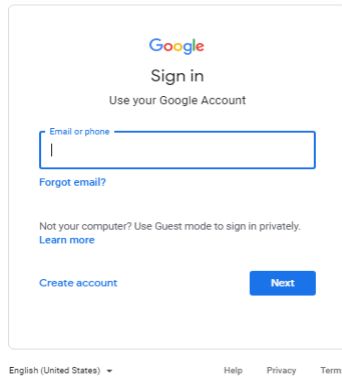 Google
Sign in
Use your Google Account
Email or phone
Forgot email?
Not your computer? Use Guest mode to sign in privately.
Learn more
Create account
Next
English (United States)
Help
Privacy
Term